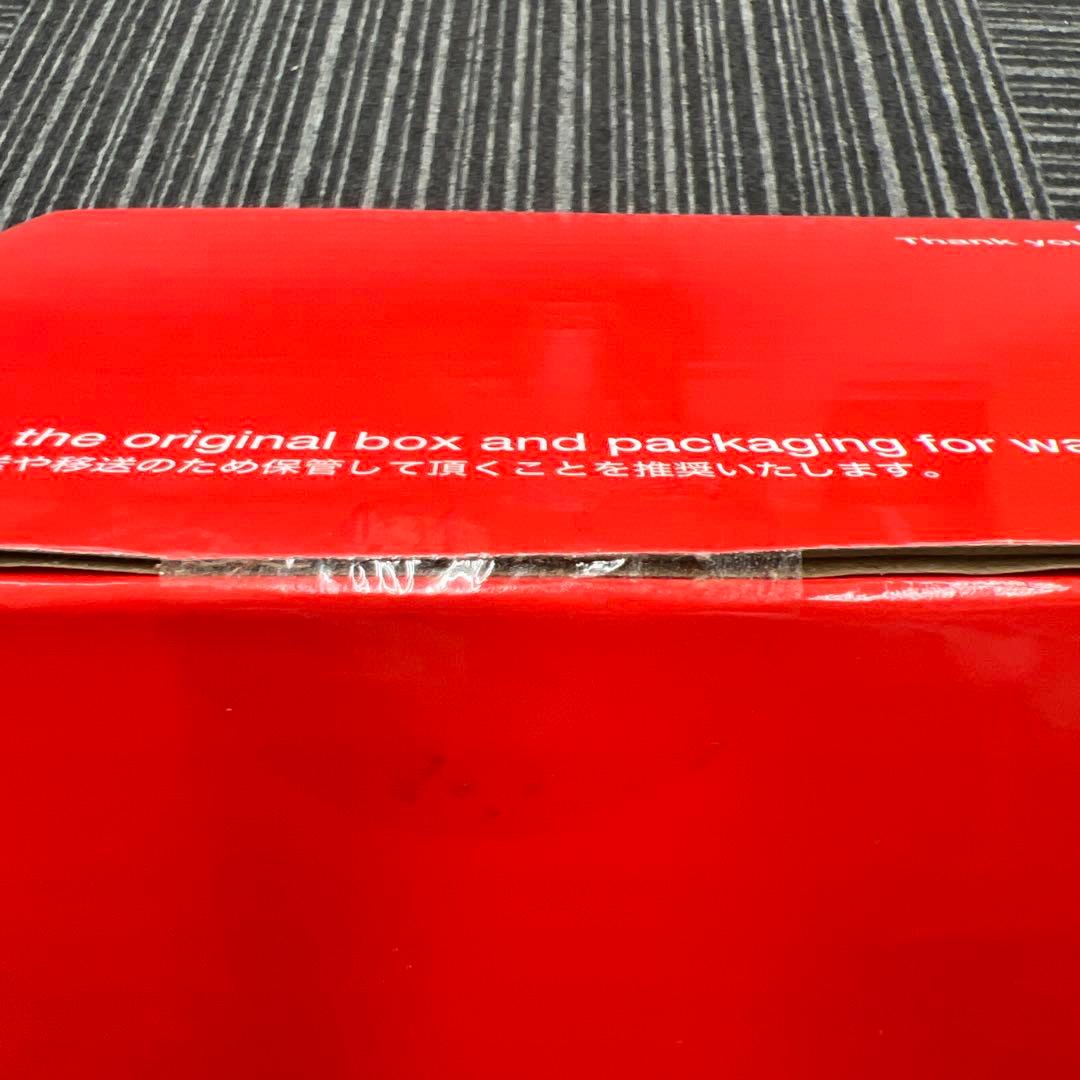 Thank you
the original box and packaging for wa
や移送のため保管して頂くことを推奨いたします。